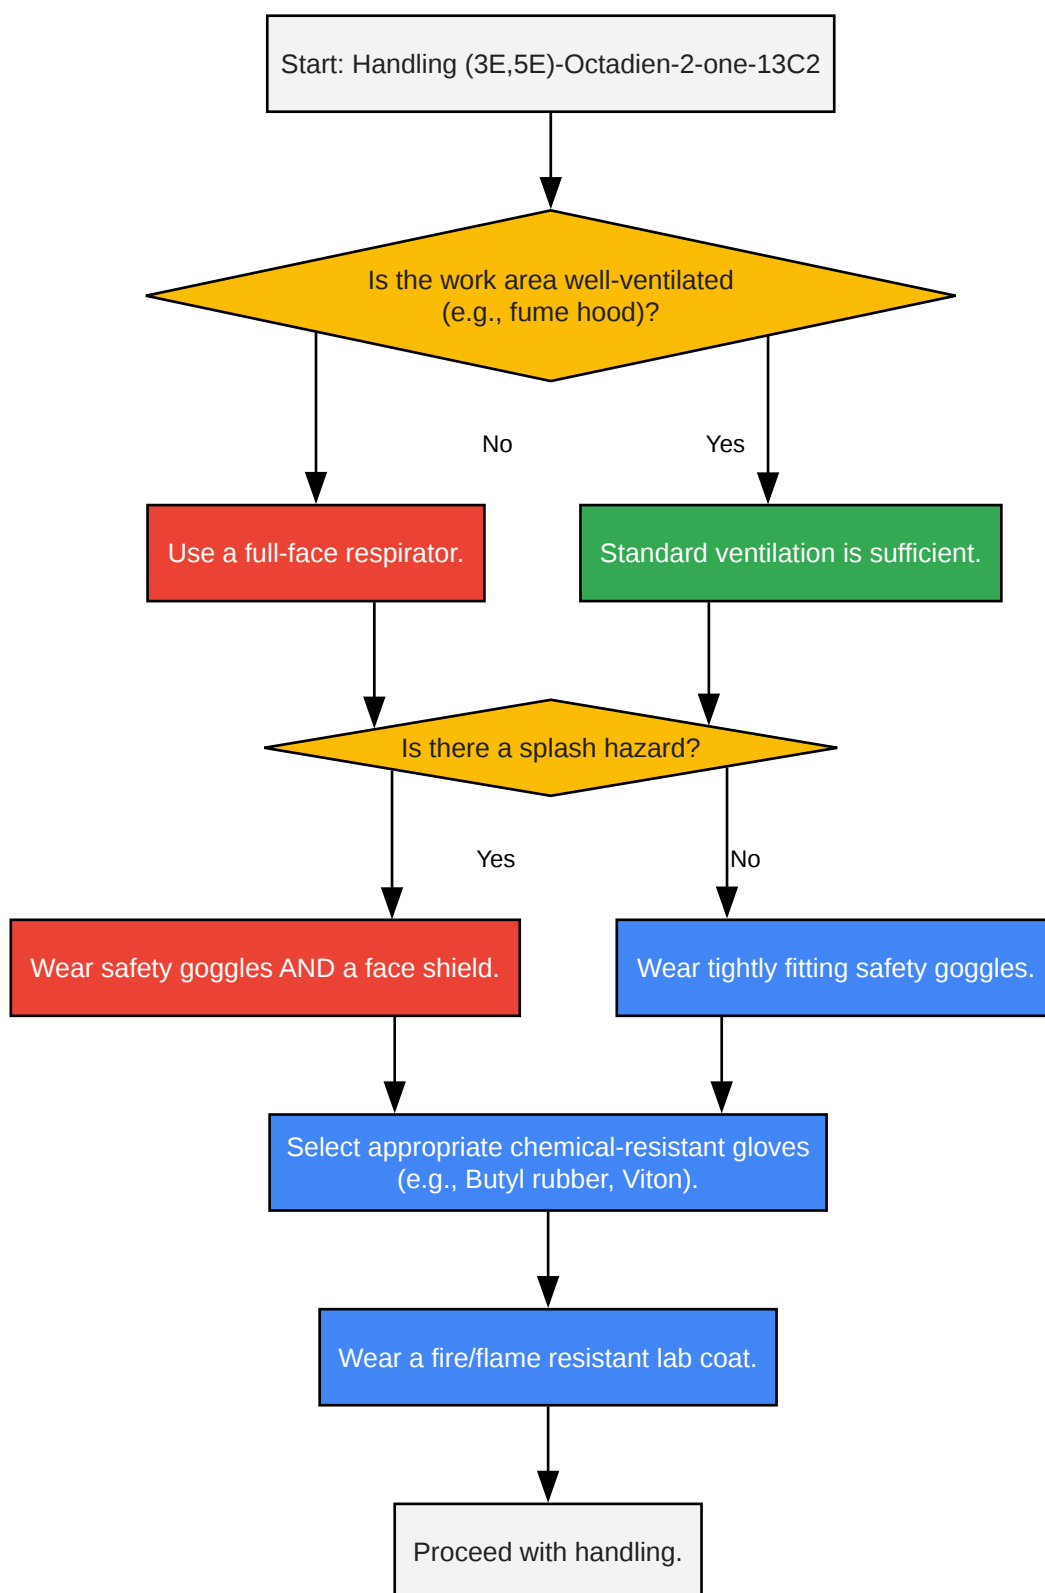 Start: Handling (3E,5E)-Octadien-2-one-13C2
Is the work area well-ventilated
(e.g., fume hood)?
No
Yes
Use a full-face respirator.
Standard ventilation is sufficient.
Is there a splash hazard?
Yes
No
Wear safety goggles AND a face shield.
Wear tightly fitting safety goggles.
Select appropriate chemical-resistant gloves
(e.g., Butyl rubber, Viton).
Wear a fire/flame resistant lab coat.
Proceed with handling.